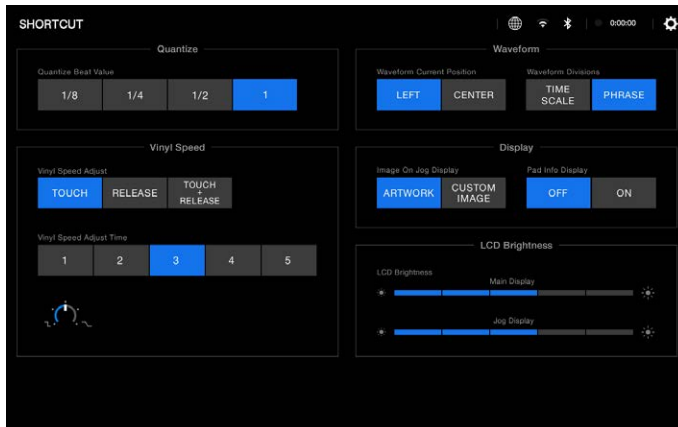 SHORTCUT
0:00:00
Quantize
Quantize Beat Value
1/8 1/4 1/2 1
Vinyl Speed
Vinyl Speed Adjust
TOUCH RELEASE TOUCH + RELEASE
Vinyl Speed Adjust Time
1 2 3 4 5
Waveform
Waveform Current Position Waveform Divisions
LEFT CENTER TIME SCALE PHRASE
Display
Image On Jog Display Pad Info Display
ARTWORK CUSTOM IMAGE OFF ON
LCD Brightness
LCD Brightness
Main Display
Jog Display